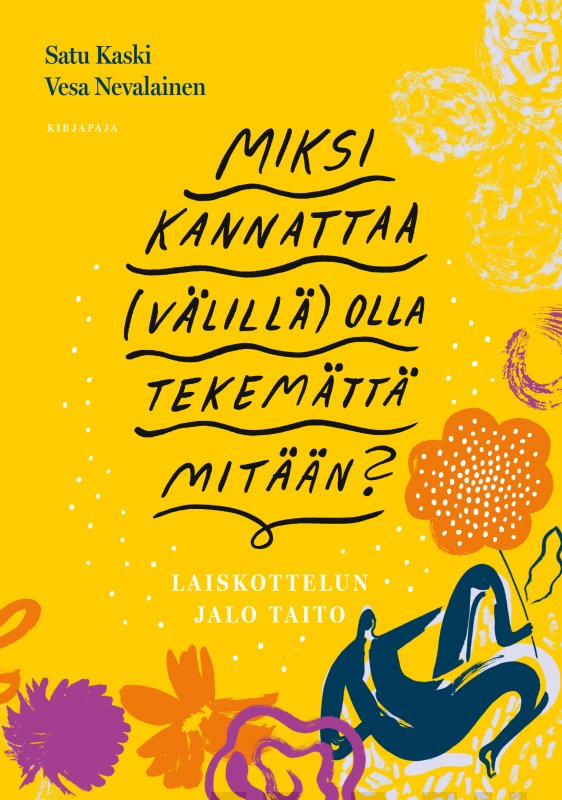 Satu Kaski
Vesa Nevalainen
KIRJAPAJA
MIKSI
KANNATTAA
(VÄLILLÄ) OLLA
TEKEMÄTTÄ
MITÄÄN?
LAISKOTTELUN
JALO TAITO